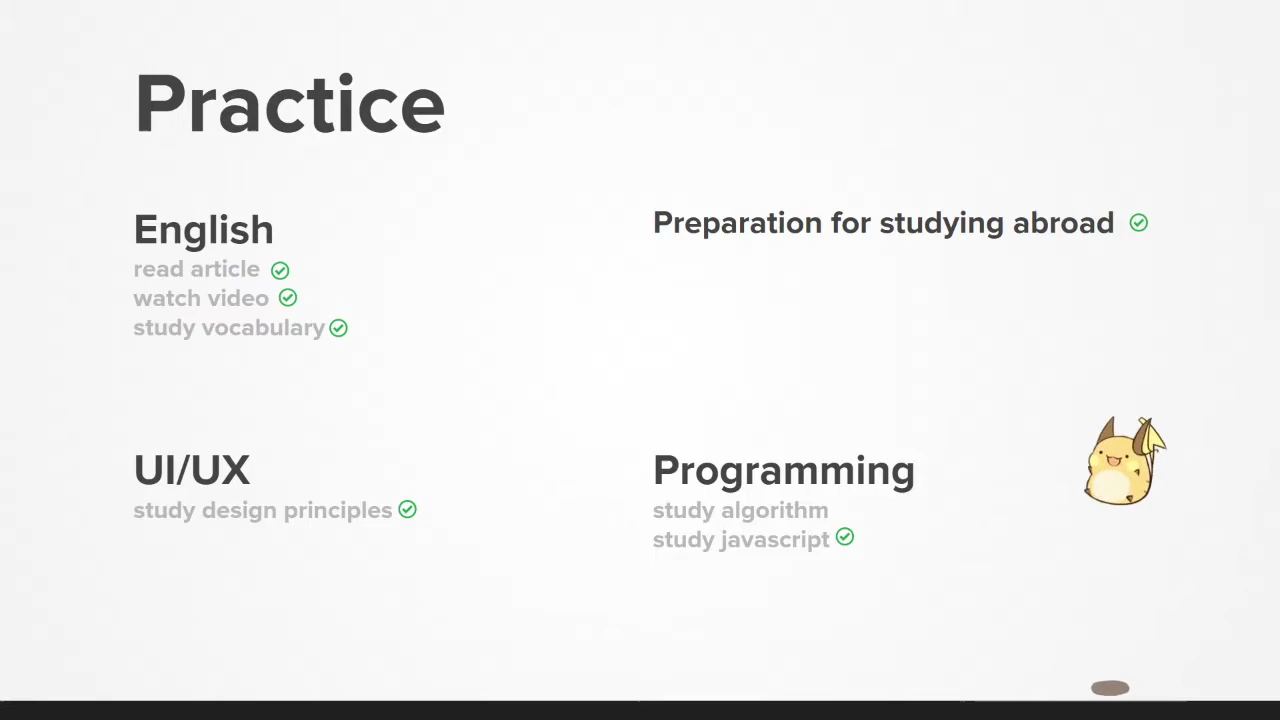 Practice
English
read article
watch video
study vocabulary
Preparation for studying abroad
UI/UX
study design principles
Programming
study algorithm
study javascript